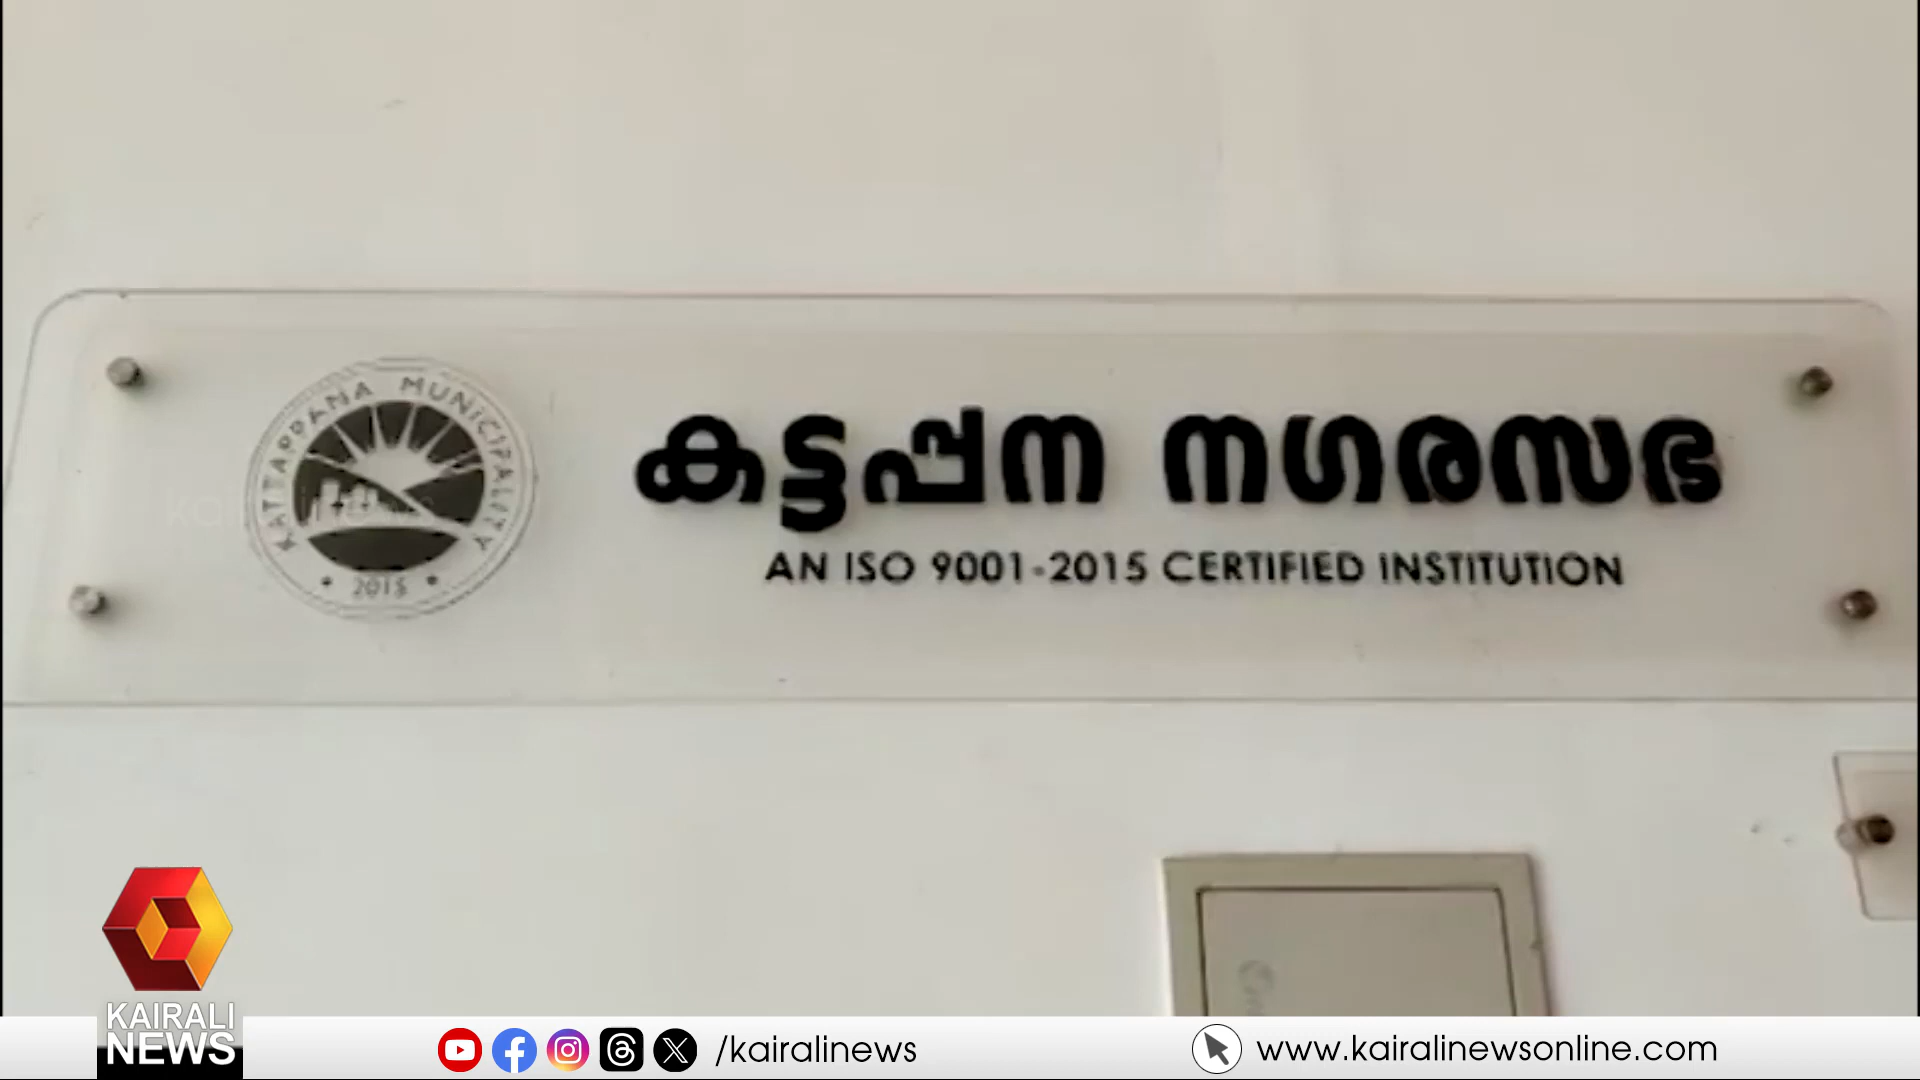 KATTAPPANA MUNICIPALITY
2015
കട്ടപ്പന നഗരസഭ
AN ISO 9001-2015 CERTIFIED INSTITUTION
KAIRALI
NEWS
/kairalinews
www.kairalinewsonline.com